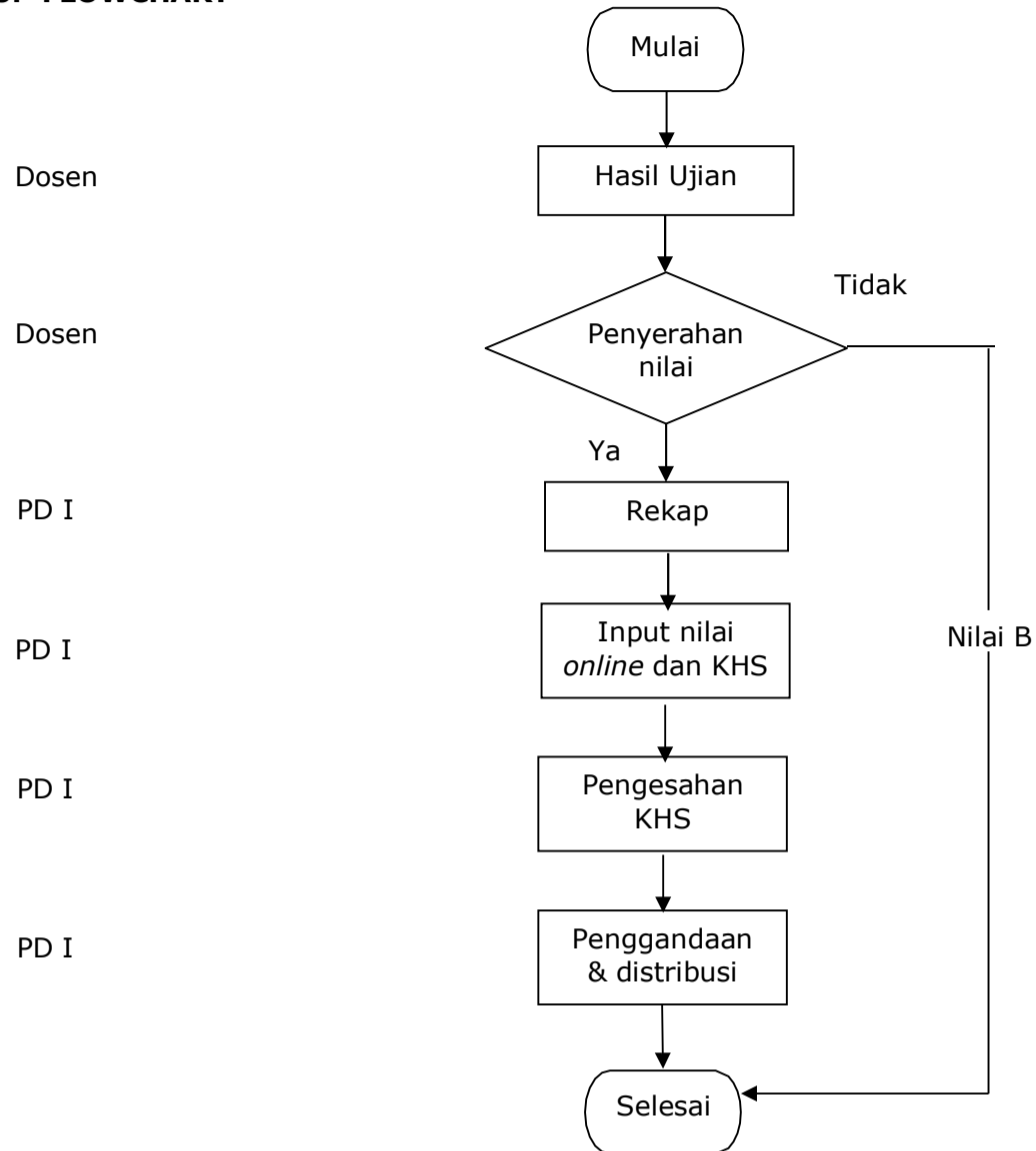 FLOWCHART
Mulai
Dosen
Hasil Ujian
Tidak
Dosen
Penyerahan
nilai
Ya
PD I
Rekap
PD I
Input nilai
online dan KHS
Nilai B
PD I
Pengesahan
KHS
PD I
Penggandaan
& distribusi
Selesai